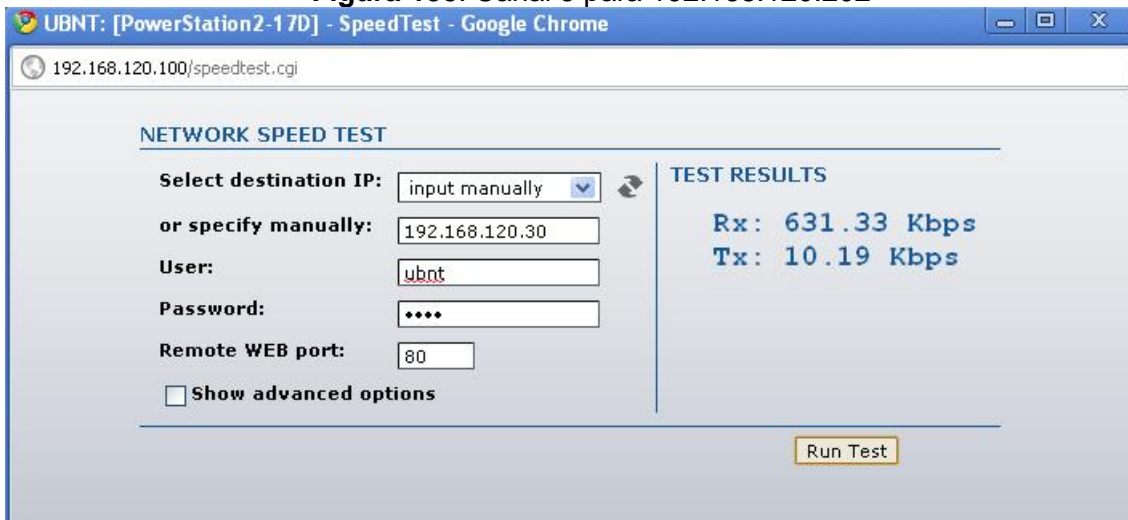 UBNT: [PowerStation2-17D] - SpeedTest - Google Chrome
192.168.120.100/speedtest.cgi
NETWORK SPEED TEST
Select destination IP: input manually
or specify manually: 192.168.120.30
User: ubnt
Password: ••••
Remote WEB port: 80
Show advanced options
TEST RESULTS
Rx: 631.33 Kbps
Tx: 10.19 Kbps
Run Test